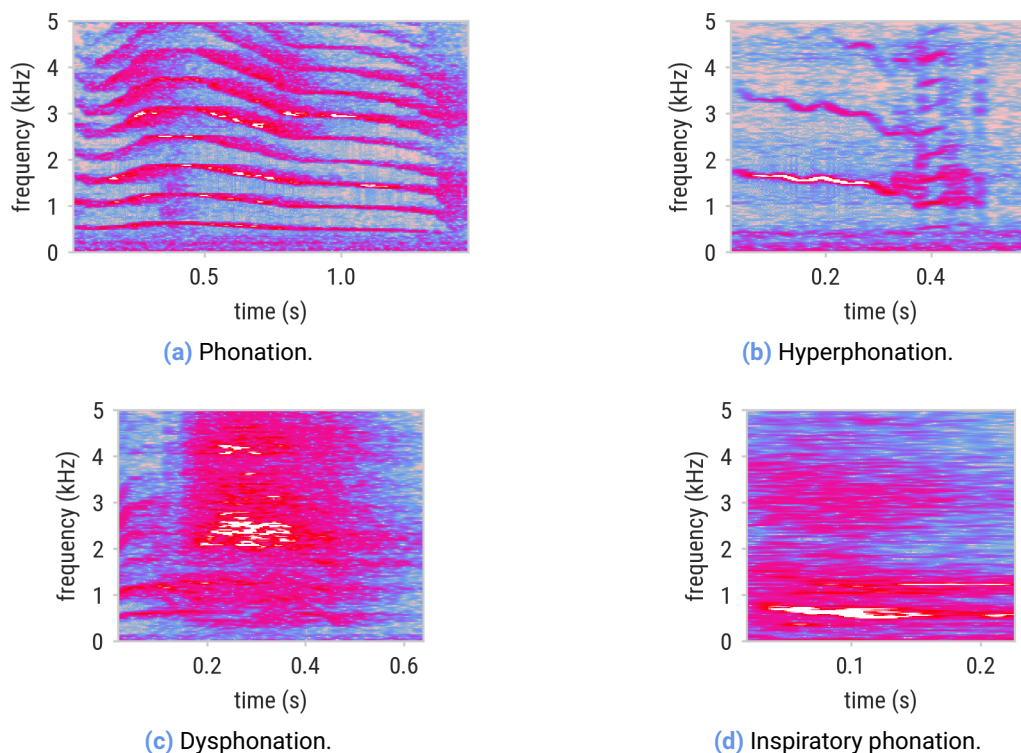 5
4
3
2
1
0
frequency (kHz)
0.5 1.0
time (s)
(a) Phonation.
5
4
3
2
1
0
frequency (kHz)
0.2 0.4
time (s)
(b) Hyperphonation.
5
4
3
2
1
0
frequency (kHz)
0.2 0.4 0.6
time (s)
(c) Dysphonation.
5
4
3
2
1
0
frequency (kHz)
0.1 0.2
time (s)
(d) Inspiratory phonation.